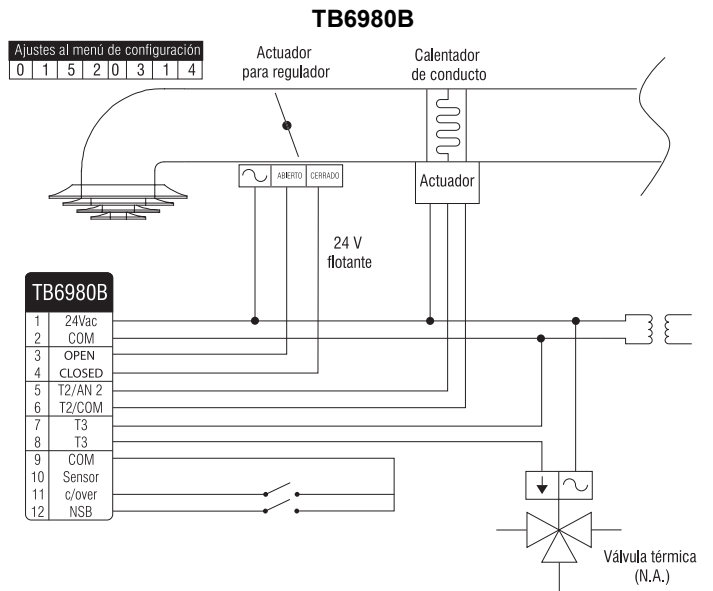 TB6980B
Ajustes al menú de configuración
0 1 5 2 0 3 1 4
Actuador
para regulador
Calentador
de conducto
ABIERTO CERRADO
Actuador
24 V
flotante
TB6980B
1 24Vac
2 COM
3 OPEN
4 CLOSED
5 T2/AN 2
6 T2/COM
7 T3
8 T3
9 COM
10 Sensor
11 c/over
12 NSB
Válvula térmica
(N.A.)